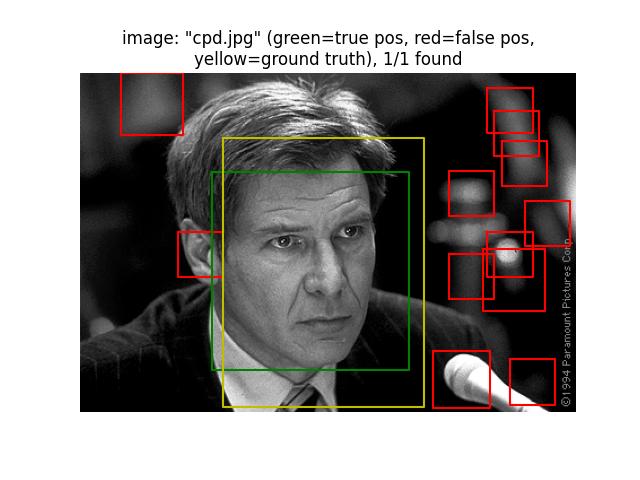 image: "cpd.jpg" (green=true pos, red=false pos,
yellow=ground truth), 1/1 found
©1994 Paramount Pictures Corp.